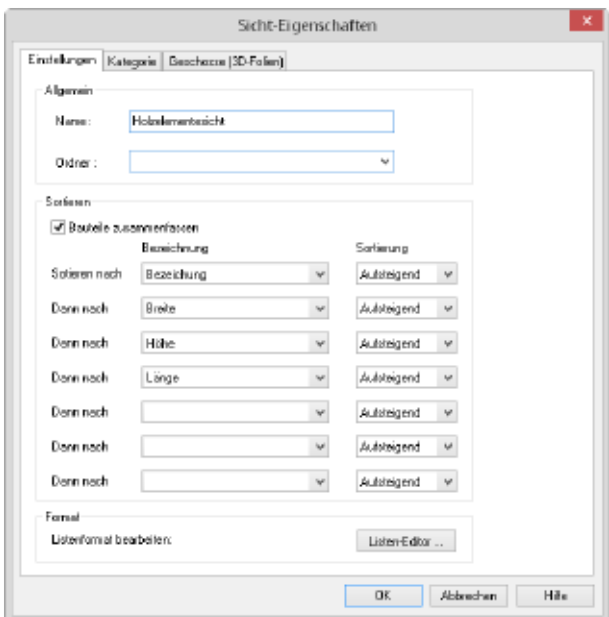 Sicht-Eigenschaften
Einstellungen Kategorie Geschosse (3D-Folien)
Allgemein
Name: Holzelementesicht
Ordner:
Sortieren
Bauteile zusammenfassen
Bezeichnung Sortierung
Sotieren nach Bezeichung Aufsteigend
Dann nach Breite Aufsteigend
Dann nach Höhe Aufsteigend
Dann nach Länge Aufsteigend
Dann nach Aufsteigend
Dann nach Aufsteigend
Dann nach Aufsteigend
Format
Listenformat bearbeiten: Listen-Editor ...
OK Abbrechen Hilfe